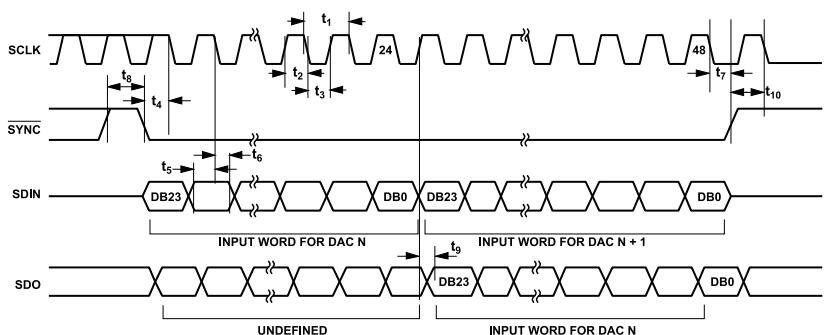 t1
SCLK
24
48
t2
t3
t7
t8
t4
t10
SYNC
t5
t6
SDIN
DB23
DB0
DB23
DB0
INPUT WORD FOR DAC N
INPUT WORD FOR DAC N + 1
t9
SDO
DB23
DB0
UNDEFINED
INPUT WORD FOR DAC N